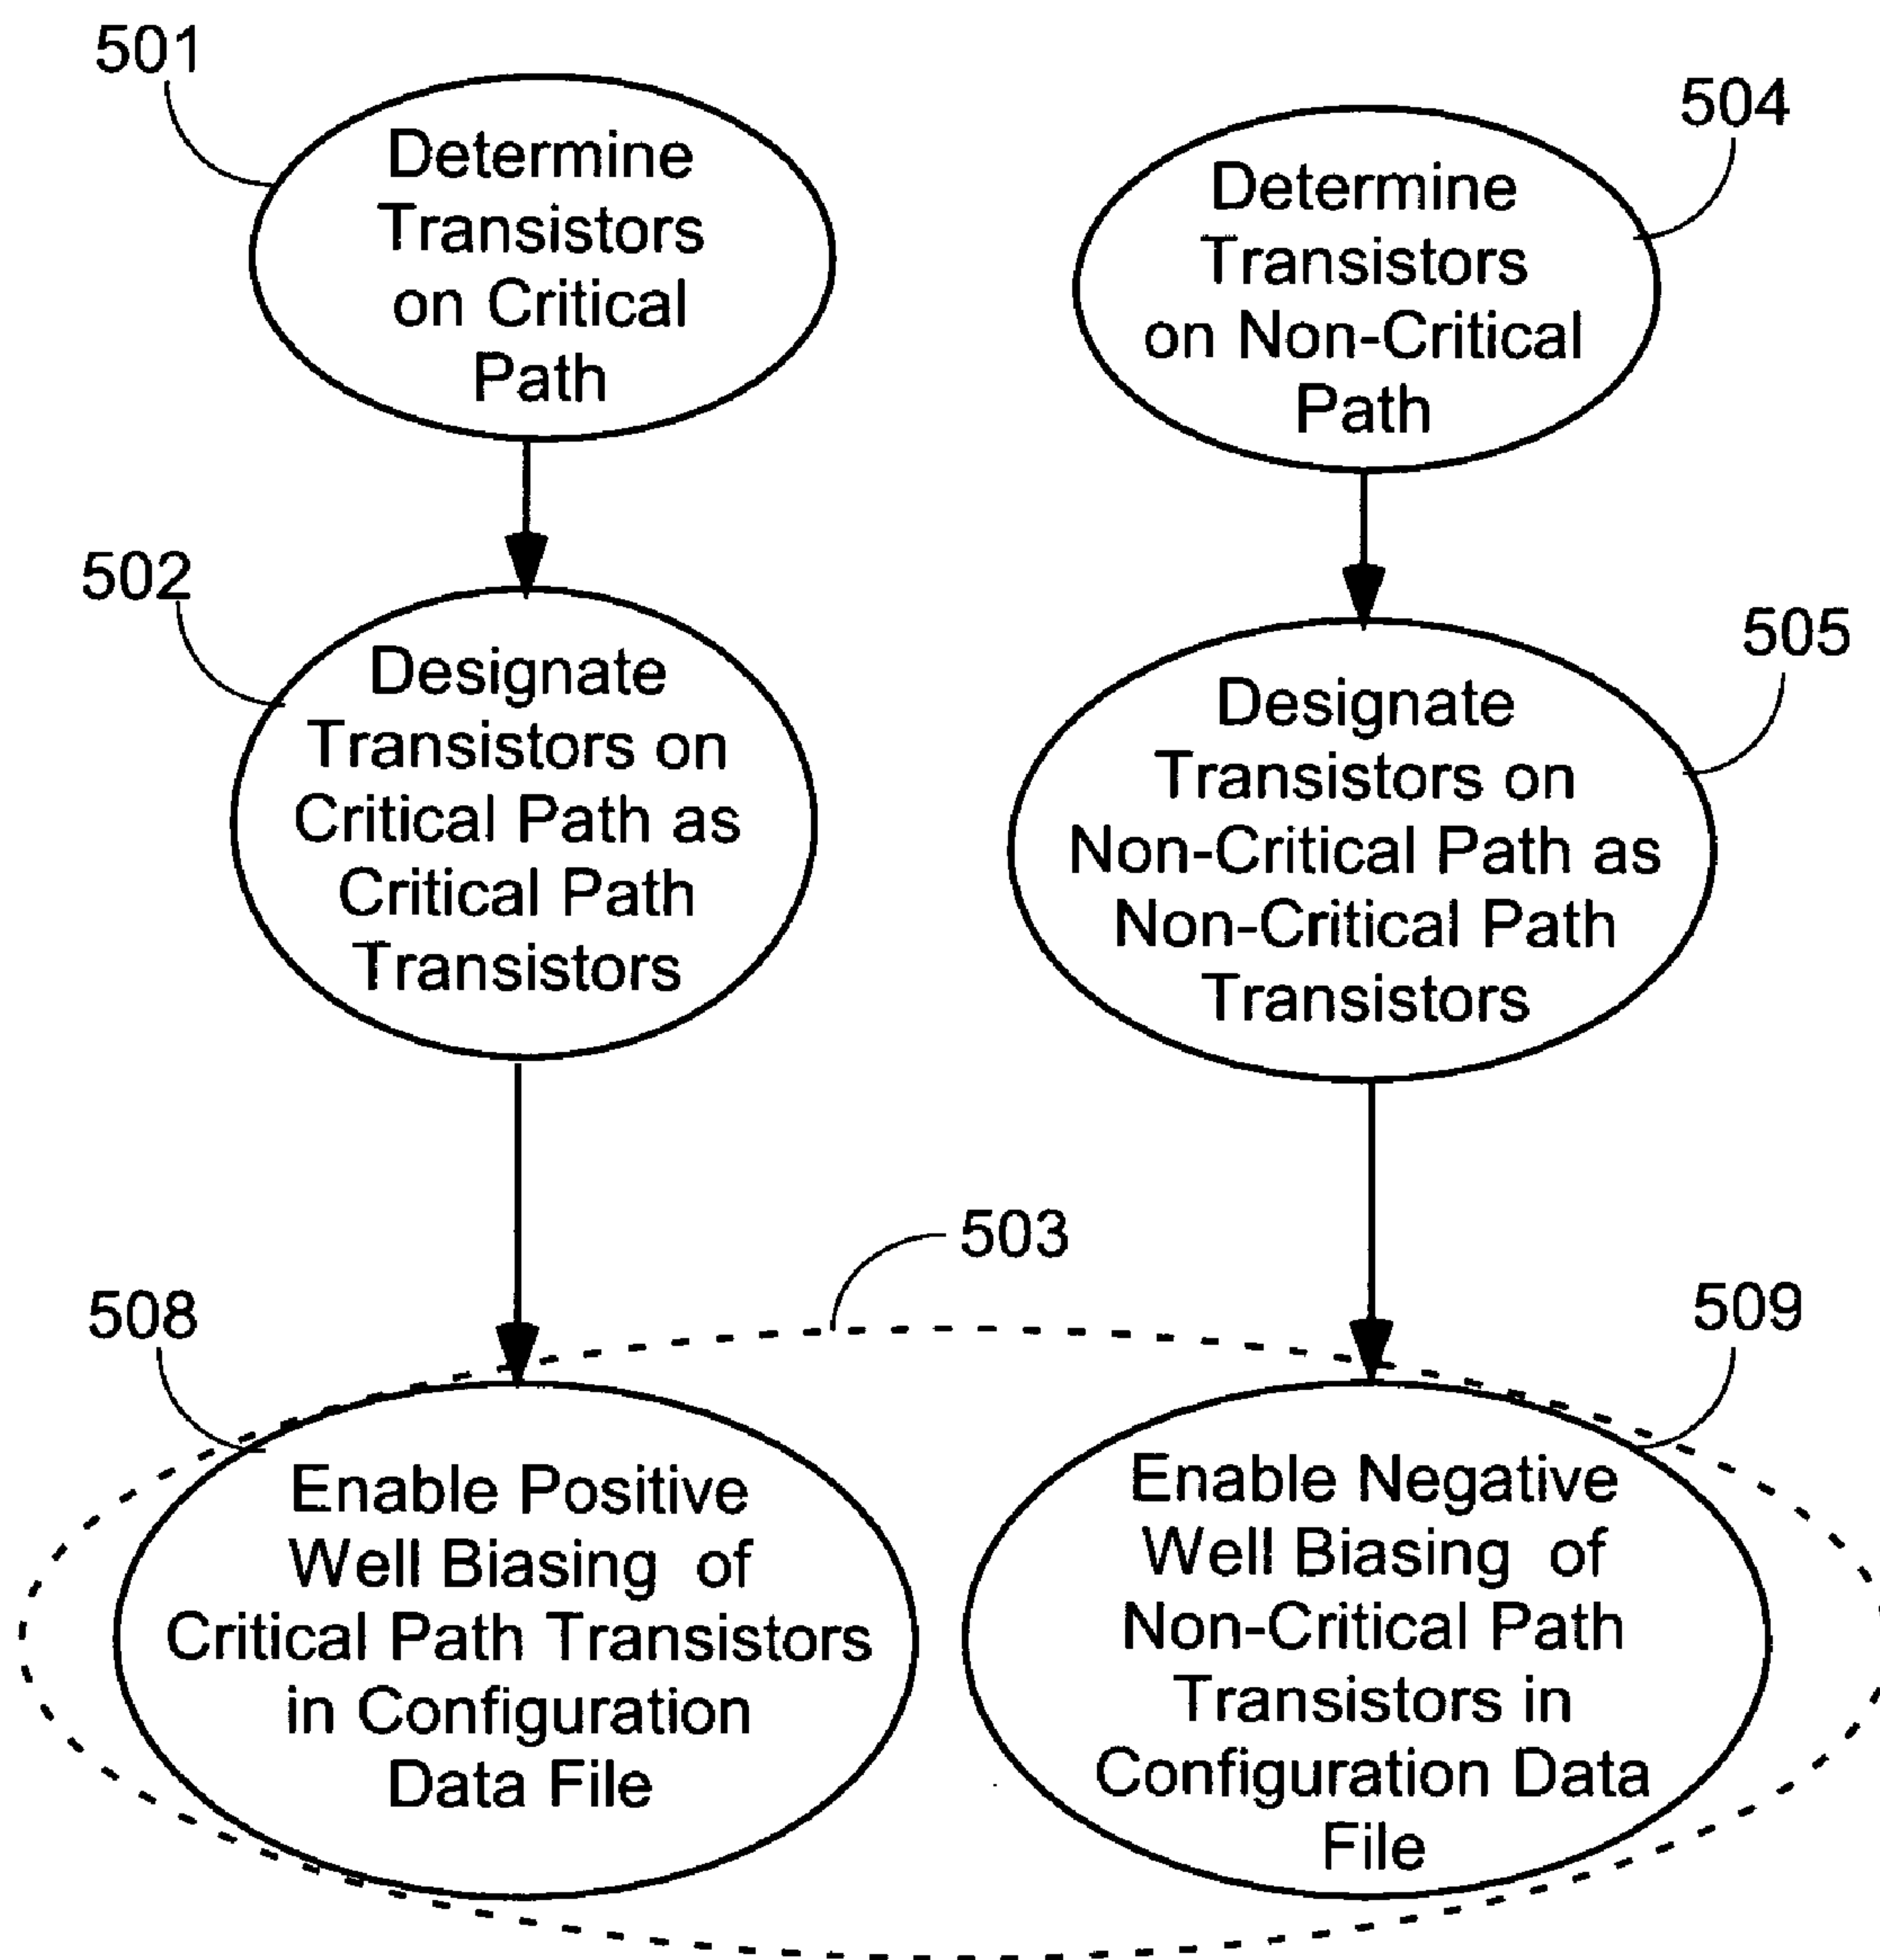 501
Determine
Transistors
on Critical
Path
504
Determine
Transistors
on Non-Critical
Path
502
Designate
Transistors on
Critical Path as
Critical Path
Transistors
505
Designate
Transistors on
Non-Critical Path as
Non-Critical Path
Transistors
503
508
Enable Positive
Well Biasing of
Critical Path Transistors
in Configuration
Data File
509
Enable Negative
Well Biasing of
Non-Critical Path
Transistors in
Configuration Data
File